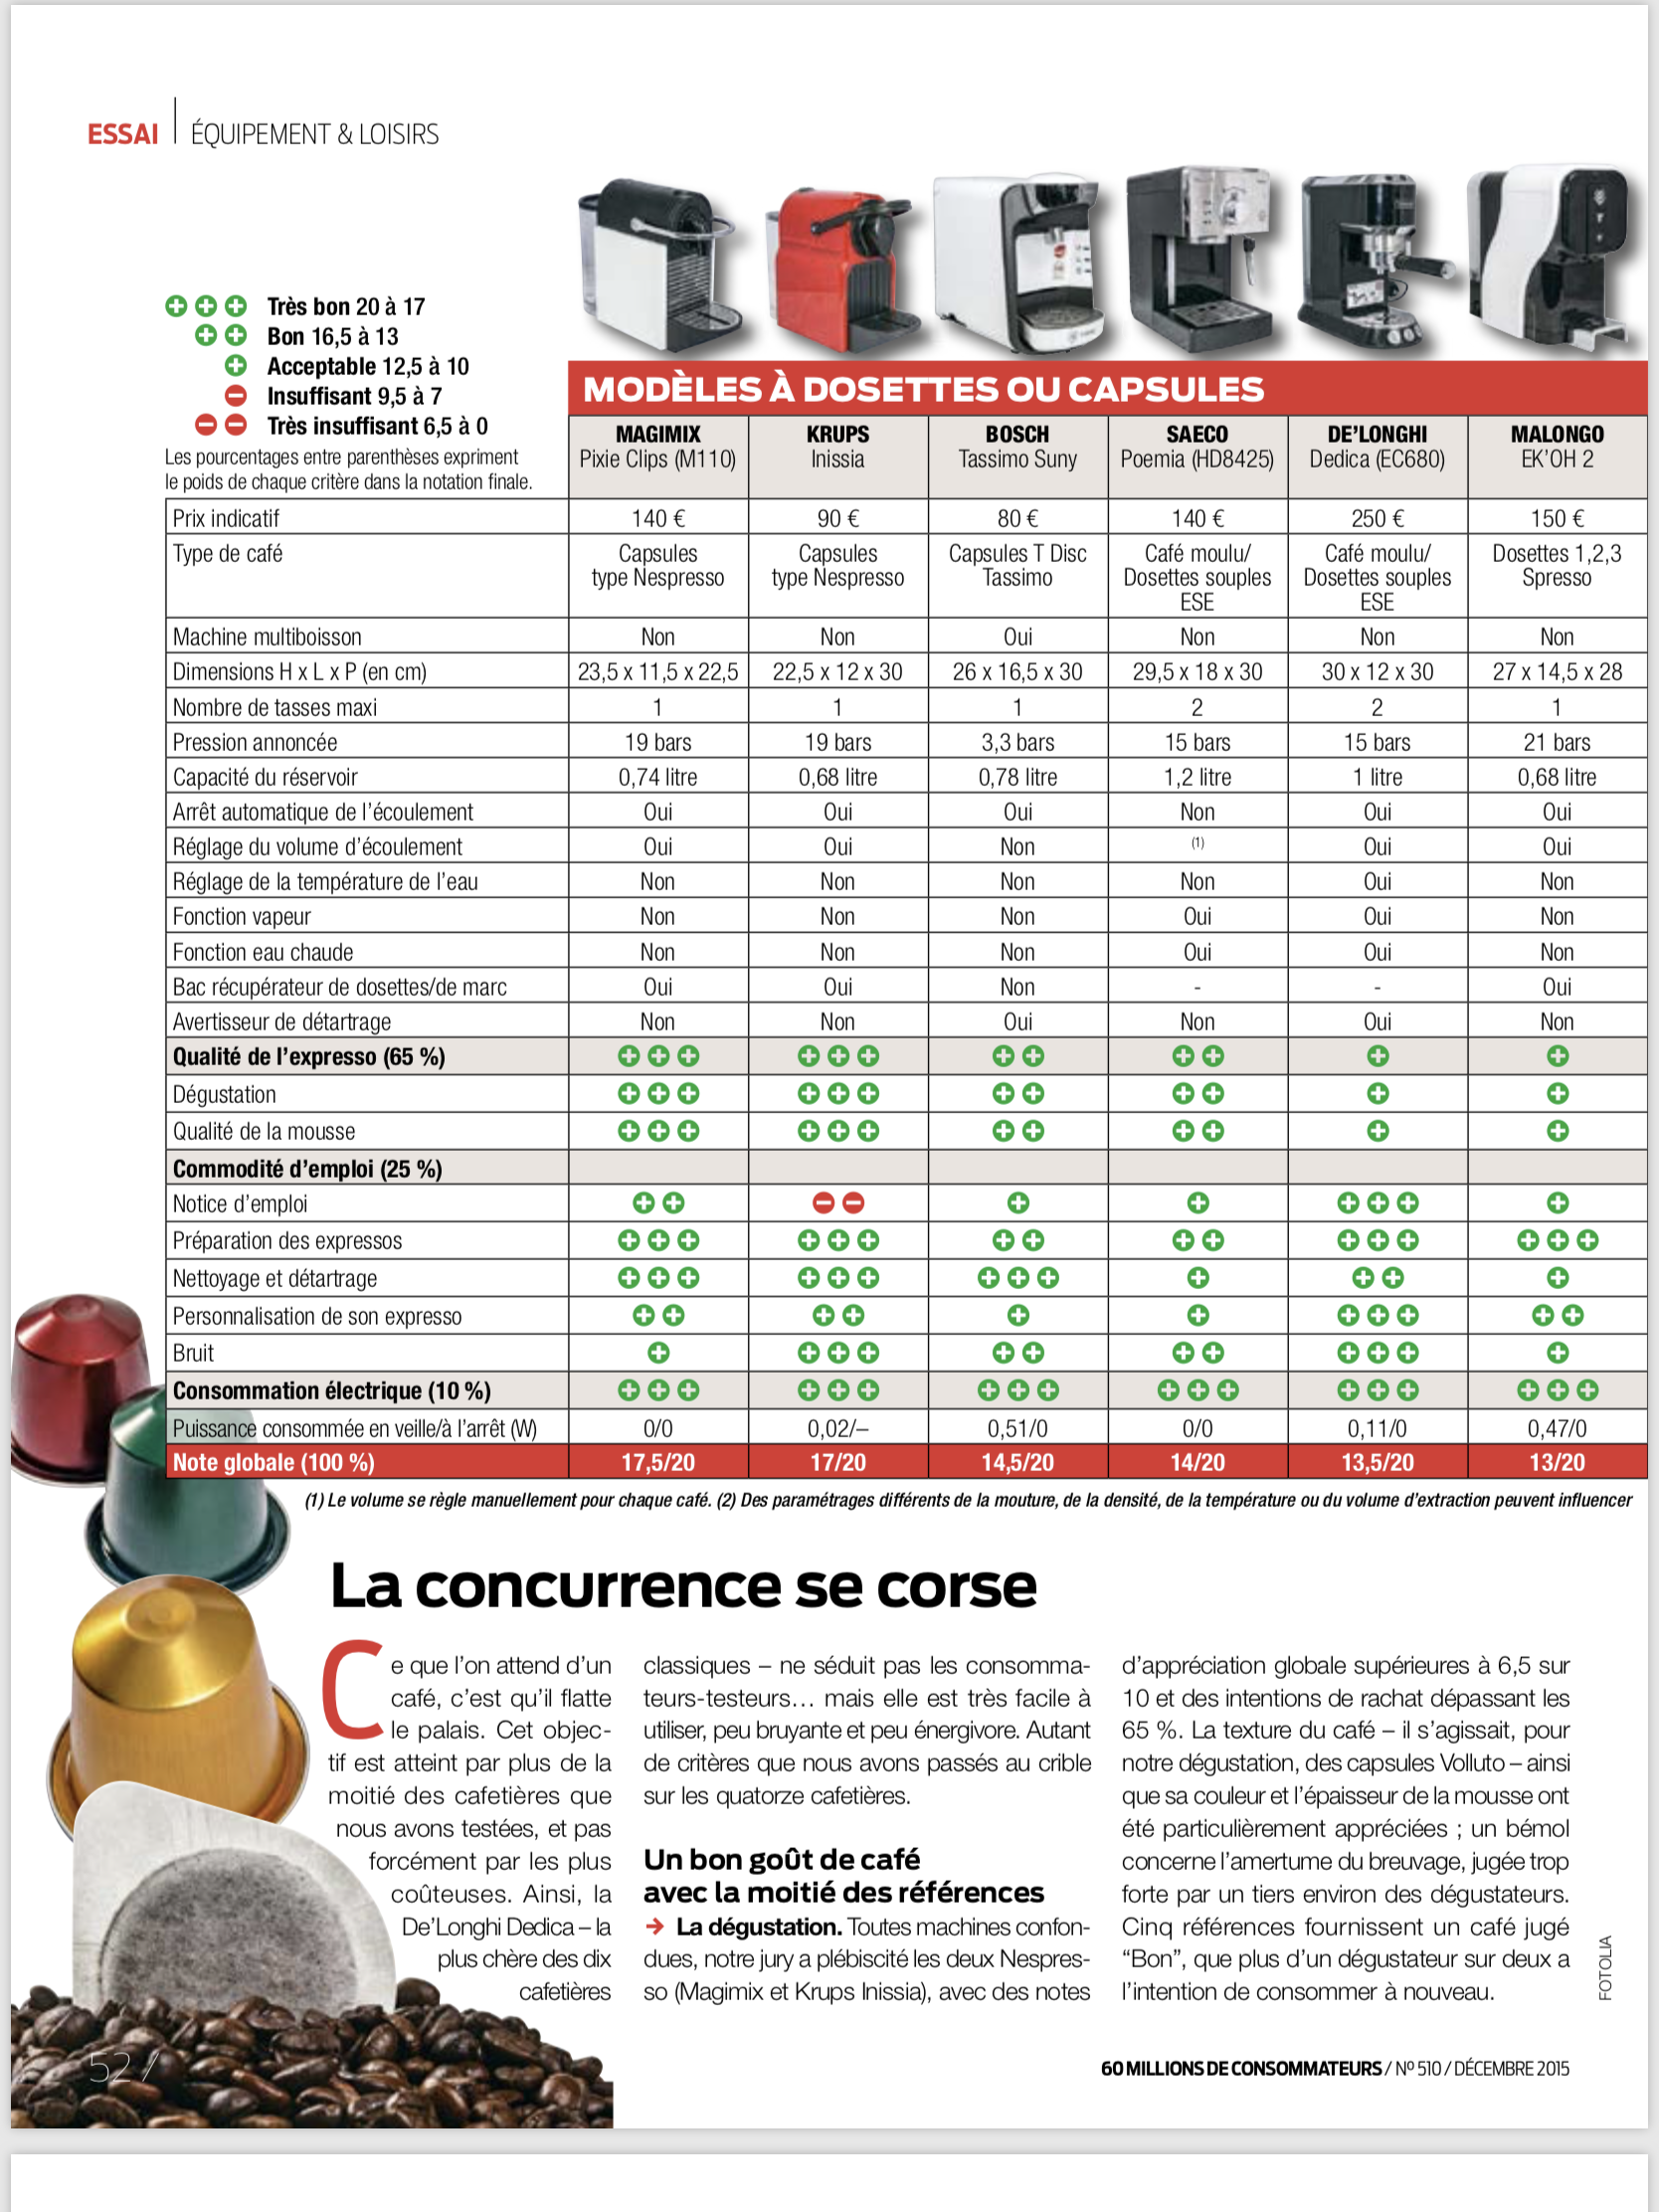 ESSAI ÉQUIPEMENT & LOISIRS
Très bon 20 à 17
Bon 16,5 à 13
Acceptable 12,5 à 10
Insuffisant 9,5 à 7
Très insuffisant 6,5 à 0
Les pourcentages entre parenthèses expriment
le poids de chaque critère dans la notation finale.
MODÈLES À DOSETTES OU CAPSULES
MAGIMIX KRUPS BOSCH SAECO DE'LONGHI MALONGO
Pixie Clips (M110) Inissia Tassimo Suny Poemia (HD8425) Dedica (EC680) EK'OH 2
Prix indicatif 140 € 90 € 80 € 140 € 250 € 150 €
Type de café Capsules Capsules Capsules T Disc Café moulu/ Café moulu/ Dosettes 1,2,3
type Nespresso type Nespresso Tassimo Dosettes souples Dosettes souples Spresso
ESE ESE
Machine multiboisson Non Non Oui Non Non Non
Dimensions H x L x P (en cm) 23,5 x 11,5 x 22,5 22,5 x 12 x 30 26 x 16,5 x 30 29,5 x 18 x 30 30 x 12 x 30 27 x 14,5 x 28
Nombre de tasses maxi 1 1 1 2 2 1
Pression annoncée 19 bars 19 bars 3,3 bars 15 bars 15 bars 21 bars
Capacité du réservoir 0,74 litre 0,68 litre 0,78 litre 1,2 litre 1 litre 0,68 litre
Arrêt automatique de l'écoulement Oui Oui Oui Non Oui Oui
Réglage du volume d'écoulement Oui Oui Non (1) Oui Oui
Réglage de la température de l'eau Non Non Non Non Oui Non
Fonction vapeur Non Non Non Oui Oui Non
Fonction eau chaude Non Non Non Oui Oui Non
Bac récupérateur de dosettes/de marc Oui Oui Non - - Oui
Avertisseur de détartrage Non Non Oui Non Oui Non
Qualité de l'expresso (65 %)
Dégustation
Qualité de la mousse
Commodité d'emploi (25 %)
Notice d'emploi
Préparation des expressos
Nettoyage et détartrage
Personnalisation de son expresso
Bruit
Consommation électrique (10 %)
Puissance consommée en veille/à l'arrêt (W) 0/0 0,02/– 0,51/0 0/0 0,11/0 0,47/0
Note globale (100 %) 17,5/20 17/20 14,5/20 14/20 13,5/20 13/20
(1) Le volume se règle manuellement pour chaque café. (2) Des paramétrages différents de la mouture, de la densité, de la température ou du volume d'extraction peuvent influencer
La concurrence se corse
Ce que l'on attend d'un
café, c'est qu'il flatte
le palais. Cet objec-
tif est atteint par plus de la
moitié des cafetières que
nous avons testées, et pas
forcément par les plus
coûteuses. Ainsi, la
De'Longhi Dedica – la
plus chère des dix
cafetières
classiques – ne séduit pas les consomma-
teurs-testeurs… mais elle est très facile à
utiliser, peu bruyante et peu énergivore. Autant
de critères que nous avons passés au crible
sur les quatorze cafetières.
Un bon goût de café
avec la moitié des références
→ La dégustation. Toutes machines confon-
dues, notre jury a plébiscité les deux Nespres-
so (Magimix et Krups Inissia), avec des notes
d'appréciation globale supérieures à 6,5 sur
10 et des intentions de rachat dépassant les
65 %. La texture du café – il s'agissait, pour
notre dégustation, des capsules Volluto – ainsi
que sa couleur et l'épaisseur de la mousse ont
été particulièrement appréciées ; un bémol
concerne l'amertume du breuvage, jugée trop
forte par un tiers environ des dégustateurs.
Cinq références fournissent un café jugé
“Bon”, que plus d'un dégustateur sur deux a
l'intention de consommer à nouveau.
FOTOLIA
52 /
60 MILLIONS DE CONSOMMATEURS / Nº 510 / DÉCEMBRE 2015